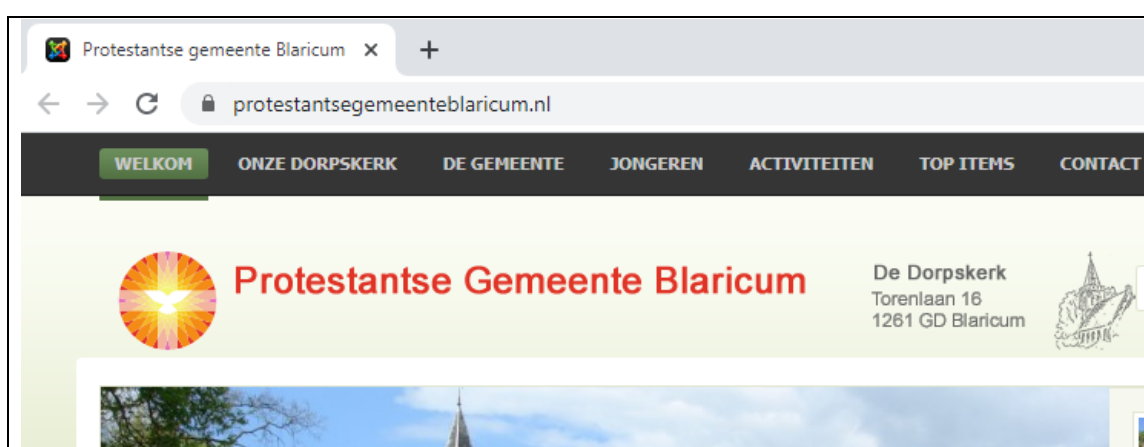 Protestantse gemeente Blaricum
protestantsegemeenteblaricum.nl
WELKOM ONZE DORPSKERK DE GEMEENTE JONGEREN ACTIVITEITEN TOP ITEMS CONTACT
Protestantse Gemeente Blaricum
De Dorpskerk
Torenlaan 16
1261 GD Blaricum